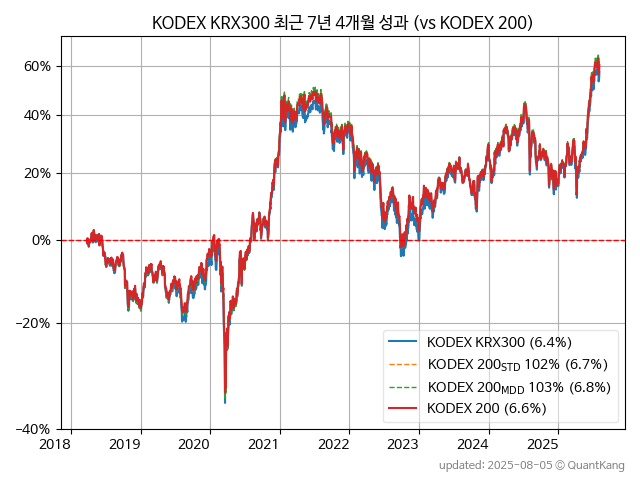 KODEX KRX300 최근 7년 4개월 성과 (vs KODEX 200)
60%
40%
20%
0%
−20%
−40%
KODEX KRX300 (6.4%)
KODEX 200STD 102% (6.7%)
KODEX 200MDD 103% (6.8%)
KODEX 200 (6.6%)
2018 2019 2020 2021 2022 2023 2024 2025
updated: 2025-08-05 © QuantKang